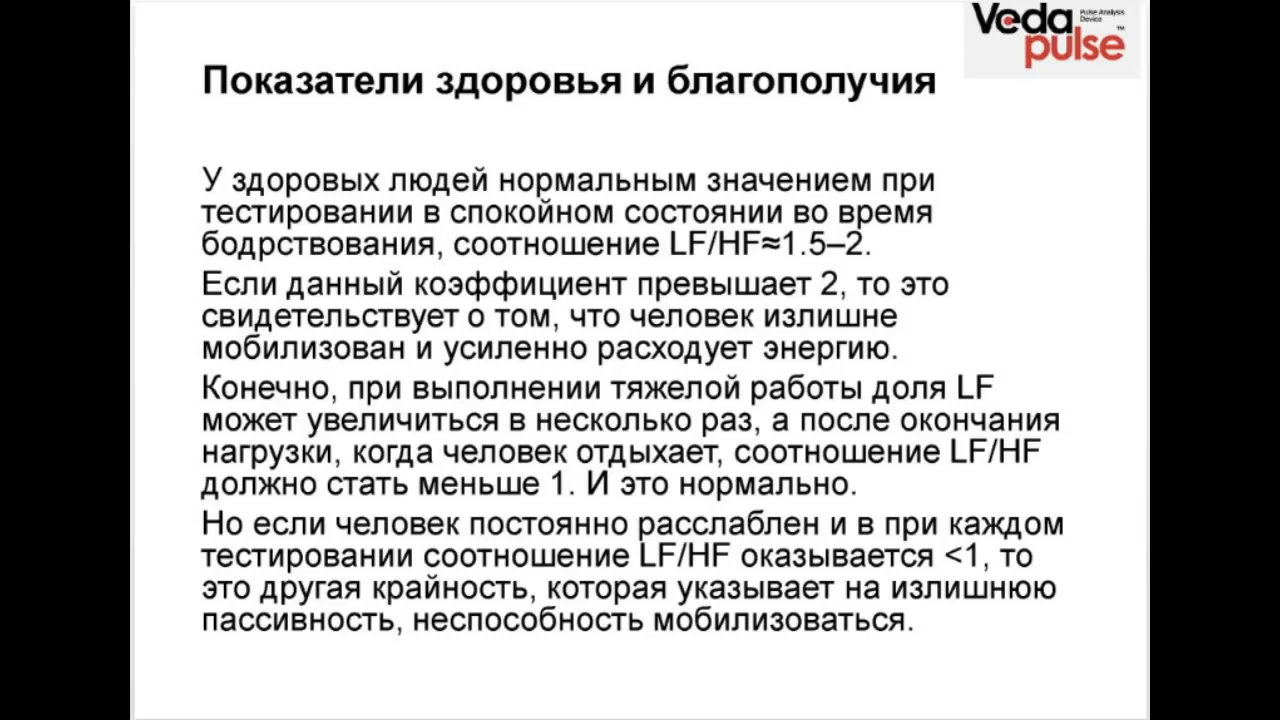 Veda
Pulse Analysis
Device
pulse™
Показатели здоровья и благополучия
У здоровых людей нормальным значением при
тестировании в спокойном состоянии во время
бодрствования, соотношение LF/HF≈1.5–2.
Если данный коэффициент превышает 2, то это
свидетельствует о том, что человек излишне
мобилизован и усиленно расходует энергию.
Конечно, при выполнении тяжелой работы доля LF
может увеличиться в несколько раз, а после окончания
нагрузки, когда человек отдыхает, соотношение LF/HF
должно стать меньше 1. И это нормально.
Но если человек постоянно расслаблен и в при каждом
тестировании соотношение LF/HF оказывается <1, то
это другая крайность, которая указывает на излишнюю
пассивность, неспособность мобилизоваться.